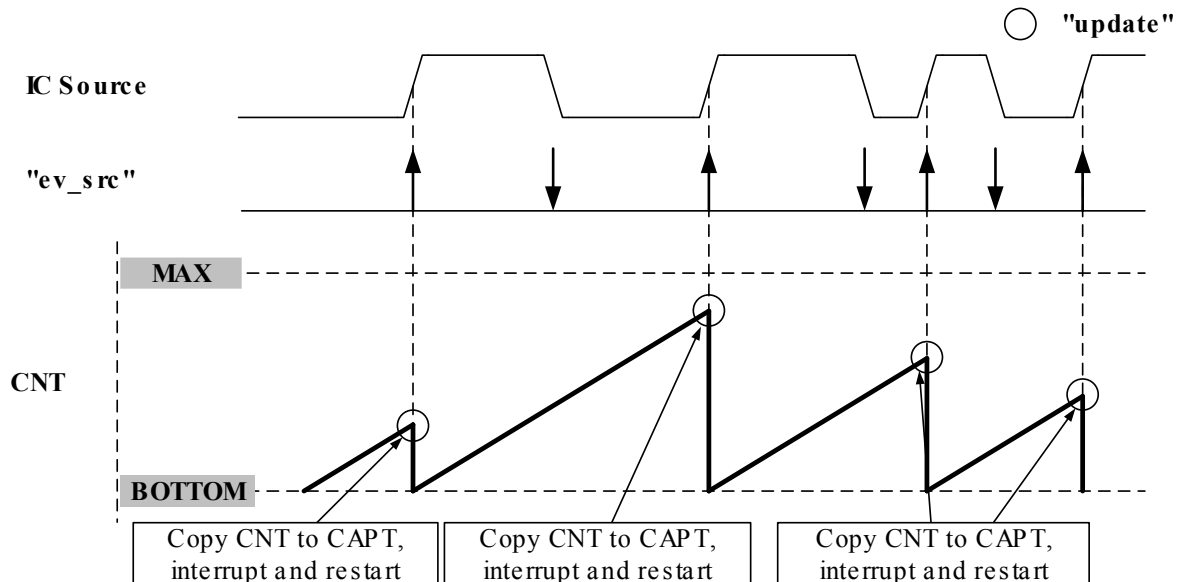 "update"
IC Source
"ev_src"
MAX
CNT
BOTTOM
Copy CNT to CAPT,
interrupt and restart
Copy CNT to CAPT,
interrupt and restart
Copy CNT to CAPT,
interrupt and restart